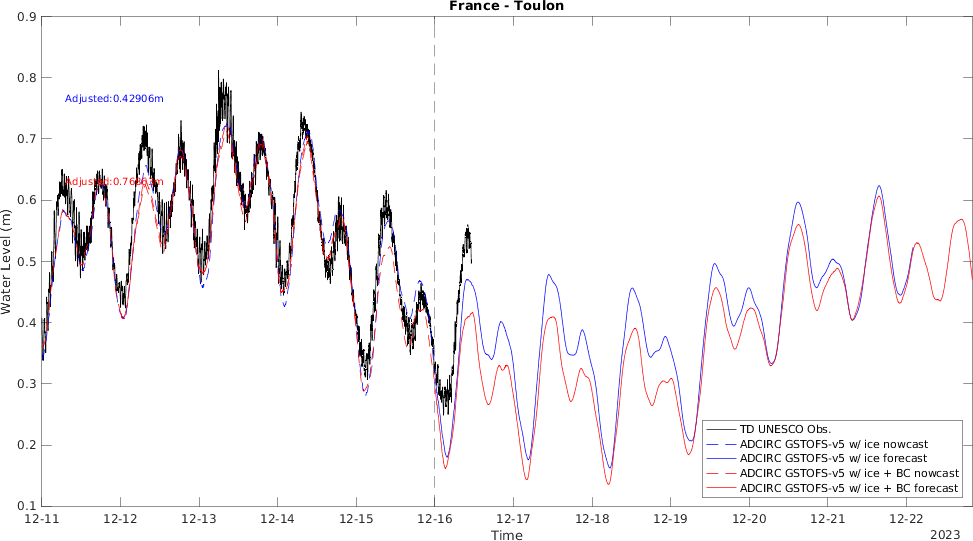 France - Toulon
0.9
0.8
0.7
0.6
0.5
0.4
0.3
0.2
0.1
Water Level (m)
Adjusted:0.42906m
TD UNESCO Obs.
ADCIRC GSTOFS-v5 w/ ice nowcast
ADCIRC GSTOFS-v5 w/ ice forecast
ADCIRC GSTOFS-v5 w/ ice + BC nowcast
ADCIRC GSTOFS-v5 w/ ice + BC forecast
12-11 12-12 12-13 12-14 12-15 12-16 12-17 12-18 12-19 12-20 12-21 12-22
Time
2023